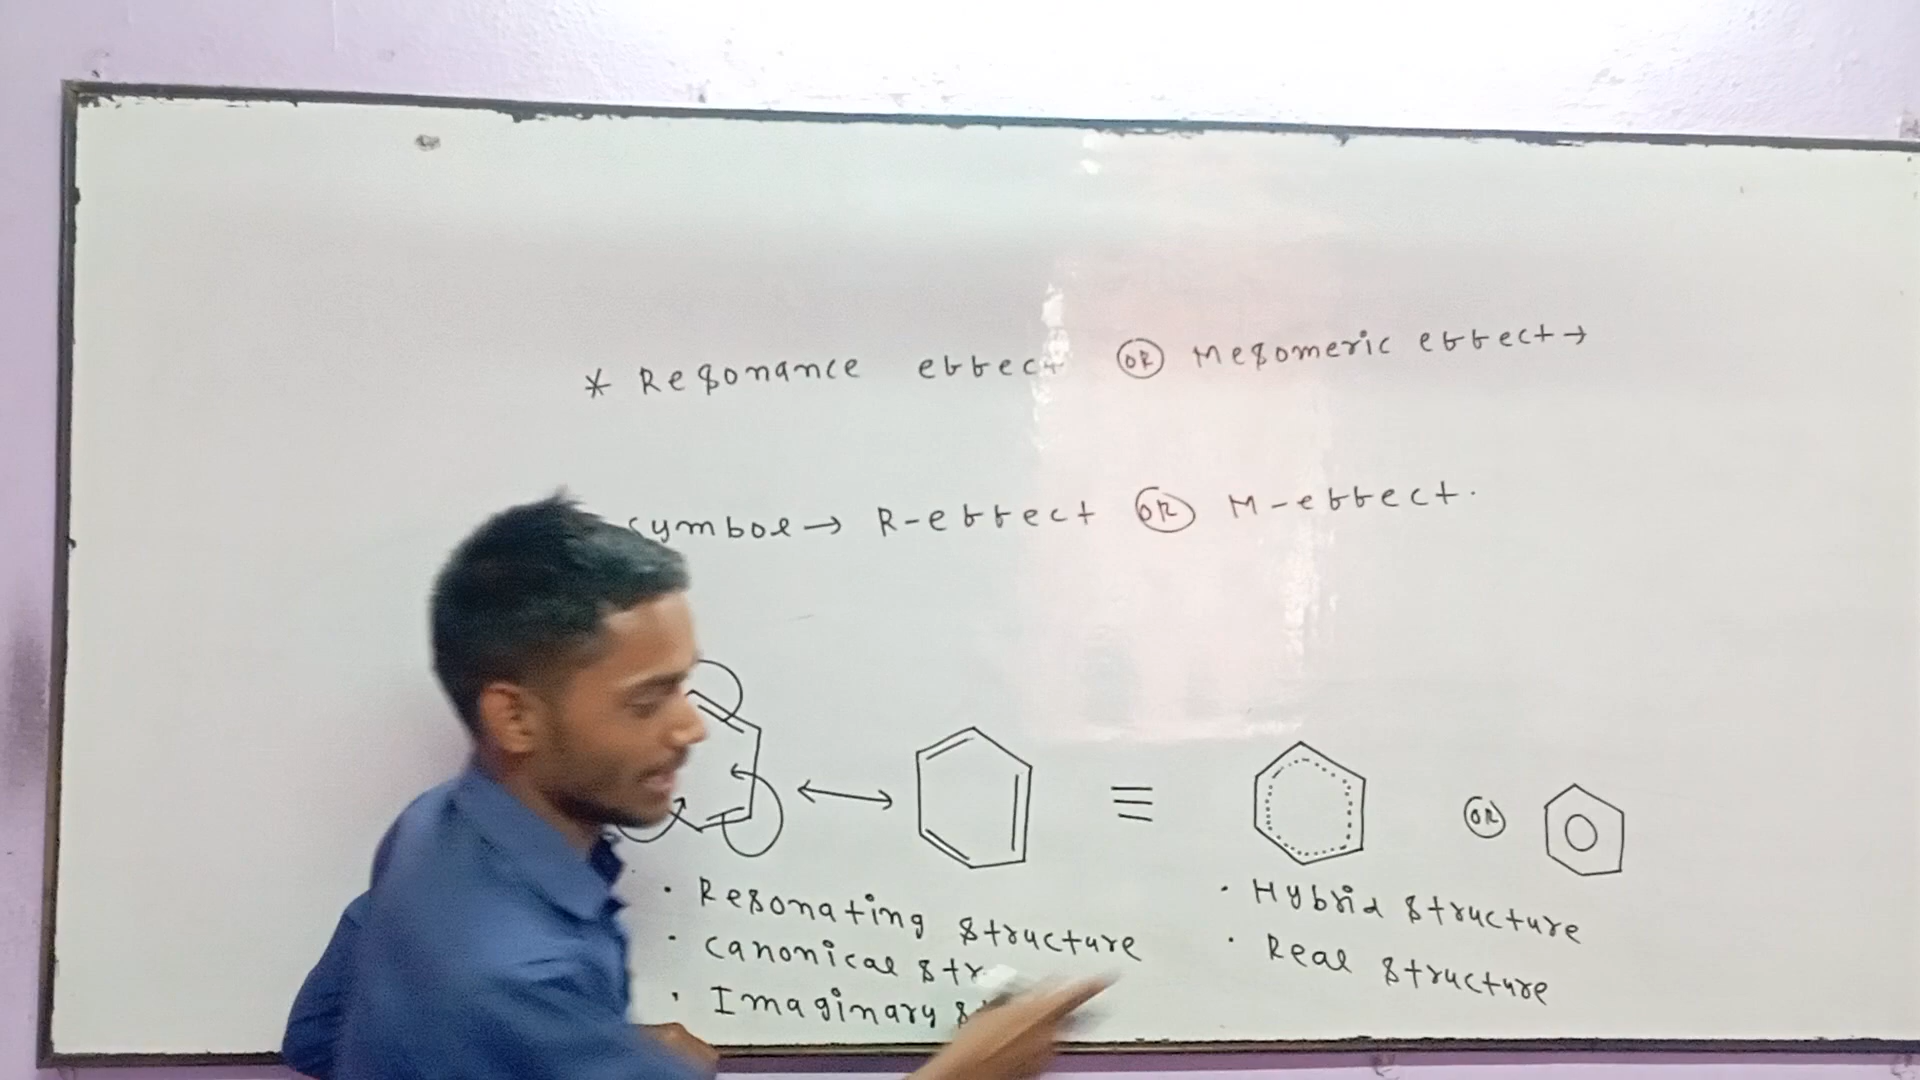 * Resonance effect OR Mesomeric effect →
symbol → R-effect OR M-effect.
OR
· Resonating structure
· canonical str
· Imaginary s
· Hybrid structure
· Real structure